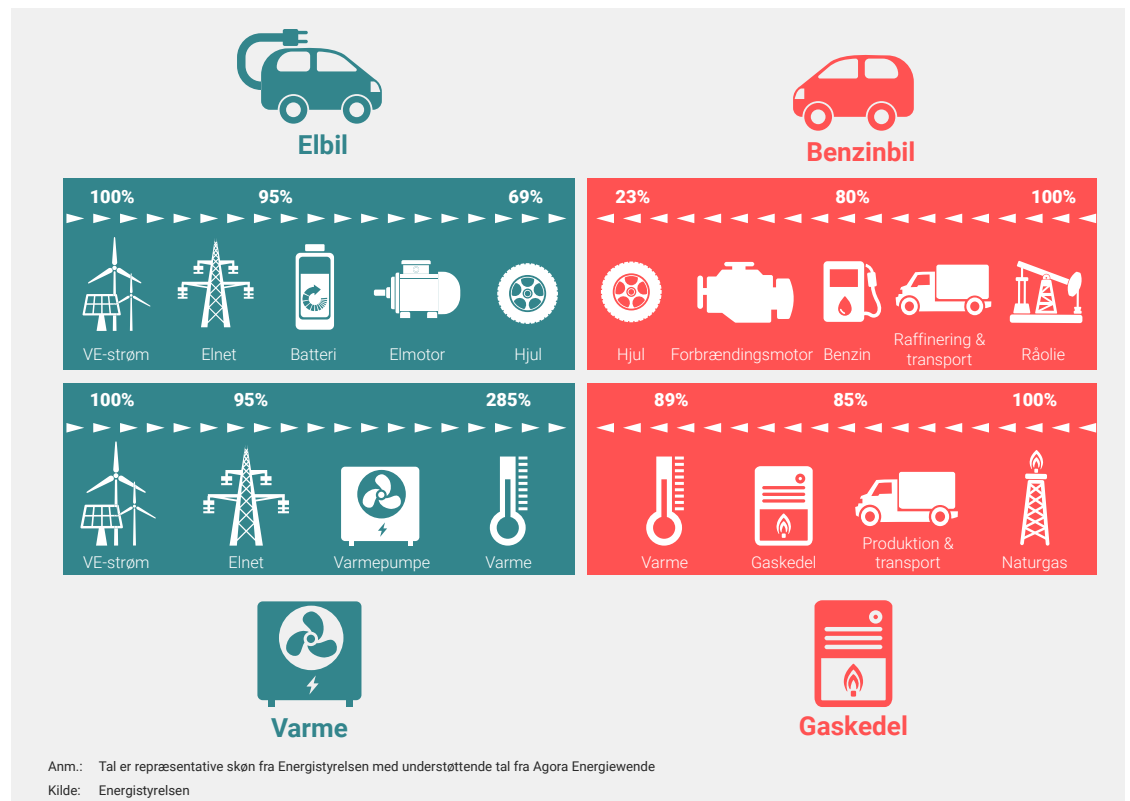 Elbil
Benzinbil
100% 95% 69%
VE-strøm Elnet Batteri Elmotor Hjul
23% 80% 100%
Hjul Forbrændingsmotor Benzin Raffinering &
transport Råolie
100% 95% 285%
VE-strøm Elnet Varmepumpe Varme
89% 85% 100%
Varme Gaskedel Produktion &
transport Naturgas
Varme
Gaskedel
Anm.: Tal er repræsentative skøn fra Energistyrelsen med understøttende tal fra Agora Energiewende
Kilde: Energistyrelsen